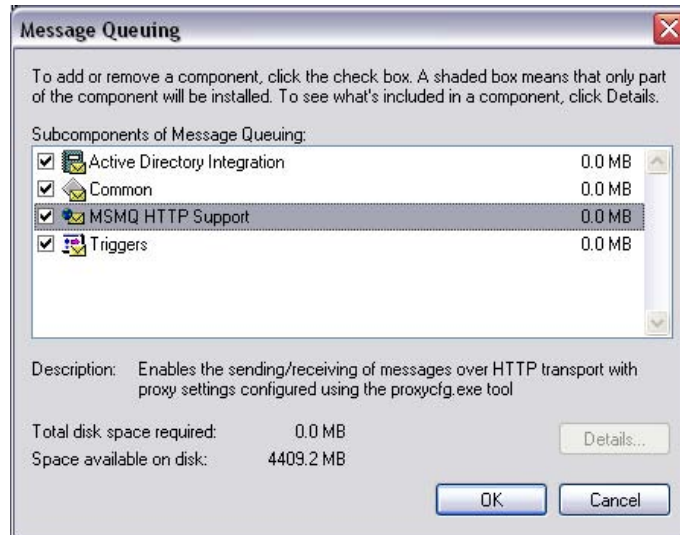 Message Queuing
To add or remove a component, click the check box. A shaded box means that only part
of the component will be installed. To see what's included in a component, click Details.
Subcomponents of Message Queuing:
Active Directory Integration 0.0 MB
Common 0.0 MB
MSMQ HTTP Support 0.0 MB
Triggers 0.0 MB
Description: Enables the sending/receiving of messages over HTTP transport with
proxy settings configured using the proxycfg.exe tool
Total disk space required: 0.0 MB
Details...
Space available on disk: 4409.2 MB
OK Cancel